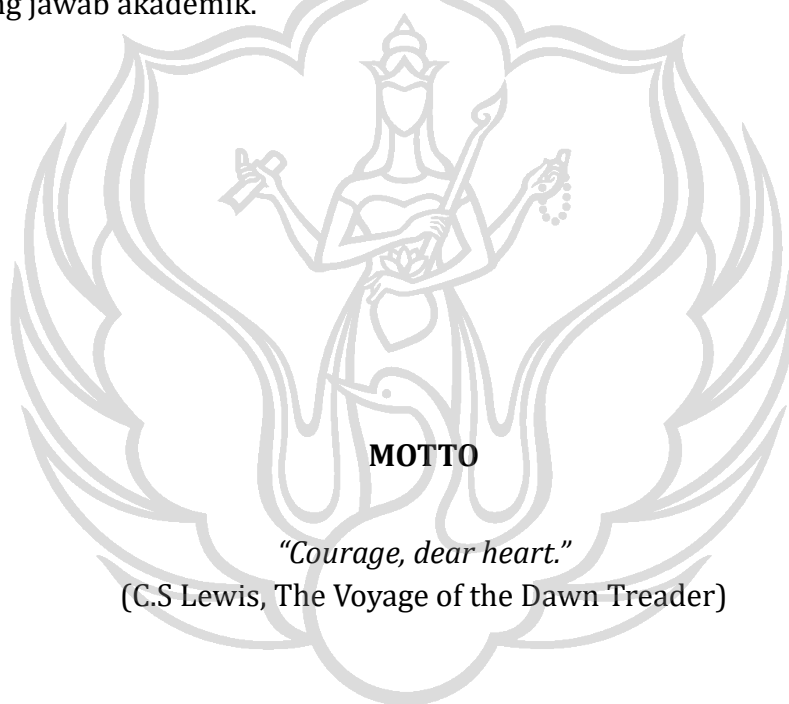 ng jawab akademik.
MOTTO
“Courage, dear heart.”
(C.S Lewis, The Voyage of the Dawn Treader)